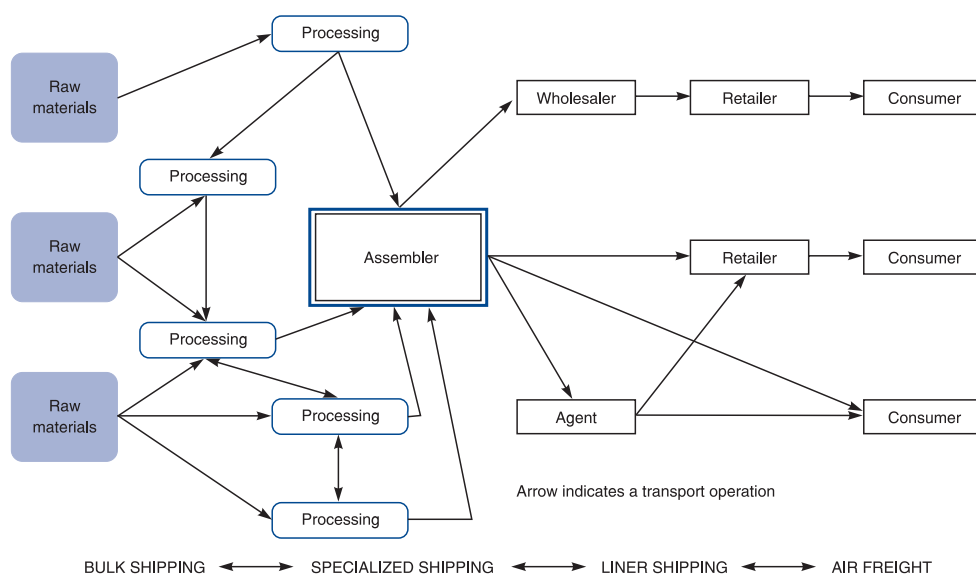 Processing
Raw
materials
Wholesaler
Retailer
Consumer
Processing
Raw
materials
Assembler
Retailer
Consumer
Processing
Raw
materials
Processing
Agent
Consumer
Arrow indicates a transport operation
Processing
BULK SHIPPING
SPECIALIZED SHIPPING
LINER SHIPPING
AIR FREIGHT